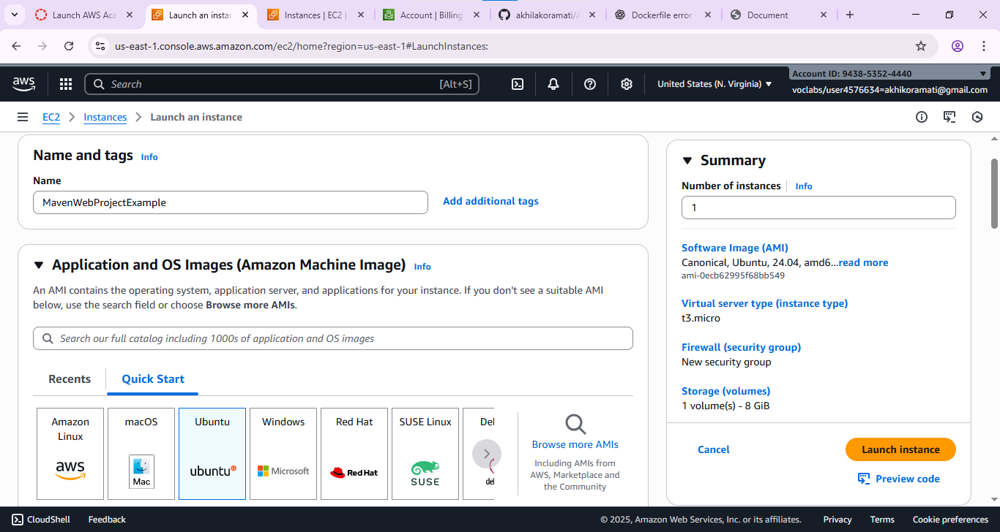 Launch AWS Aca
Launch an instan
Instances | EC2 |
Account | Billing
akhilakoramati/A
Dockerfile error
Document
us-east-1.console.aws.amazon.com/ec2/home?region=us-east-1#LaunchInstances:
aws
Search
[Alt+S]
United States (N. Virginia)
Account ID: 9438-5352-4440
voclabs/user4576634=akhikoramati@gmail.com
EC2
Instances
Launch an instance
Name and tags Info
Name
MavenWebProjectExample
Add additional tags
Application and OS Images (Amazon Machine Image) Info
An AMI contains the operating system, application server, and applications for your instance. If you don't see a suitable AMI
below, use the search field or choose Browse more AMIs.
Search our full catalog including 1000s of application and OS images
Recents
Quick Start
Amazon
Linux
aws
macOS
Mac
Ubuntu
ubuntu
Windows
Microsoft
Red Hat
Red Hat
SUSE Linux
SUSE
Del
del
Browse more AMIs
Including AMIs from
AWS, Marketplace and
the Community
Summary
Number of instances Info
1
Software Image (AMI)
Canonical, Ubuntu, 24.04, amd6...read more
ami-0ecb62995f68bb549
Virtual server type (instance type)
t3.micro
Firewall (security group)
New security group
Storage (volumes)
1 volume(s) - 8 GiB
Cancel
Launch instance
Preview code
CloudShell
Feedback
© 2025, Amazon Web Services, Inc. or its affiliates.
Privacy
Terms
Cookie preferences